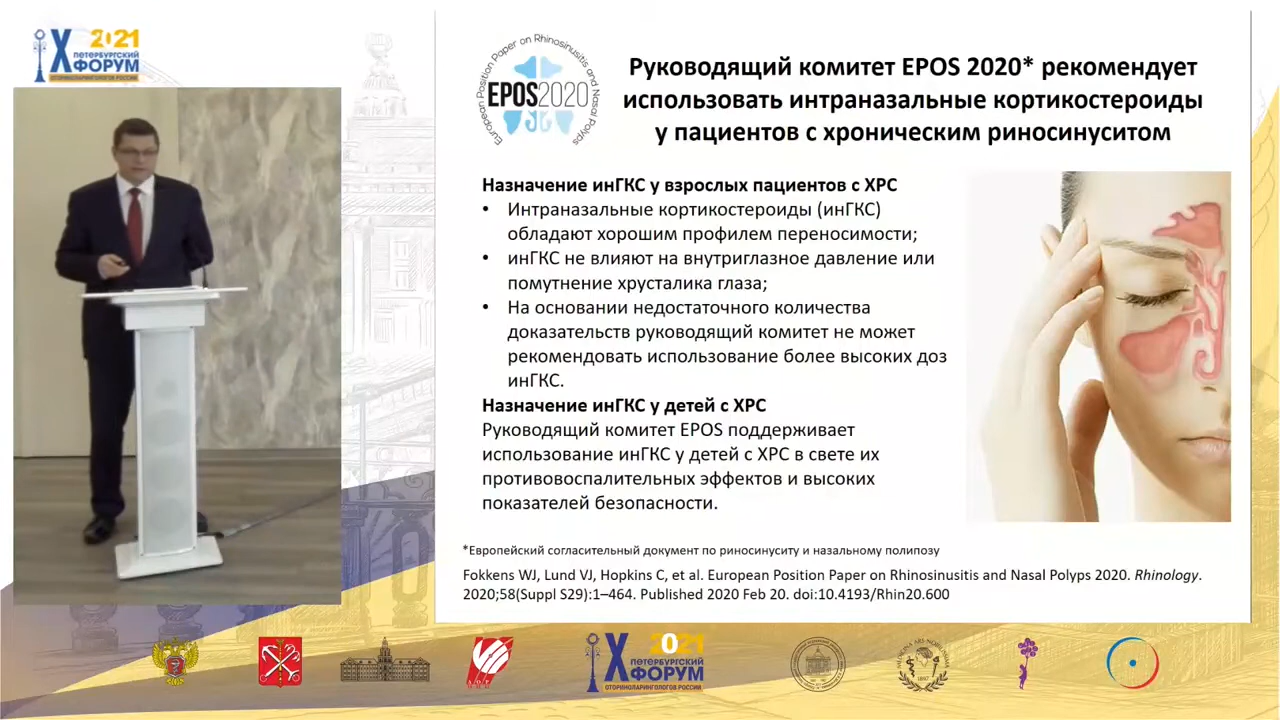 X 2021
ПЕТЕРБУРГСКИЙ
ФОРУМ
ОТОРИНОЛАРИНГОЛОГОВ РОССИИ
European Position Paper on Rhinosinusitis and Nasal Polyps
EPOS2020
Руководящий комитет EPOS 2020* рекомендует
использовать интраназальные кортикостероиды
у пациентов с хроническим риносинуситом
Назначение инГКС у взрослых пациентов с ХРС
• Интраназальные кортикостероиды (инГКС)
обладают хорошим профилем переносимости;
• инГКС не влияют на внутриглазное давление или
помутнение хрусталика глаза;
• На основании недостаточного количества
доказательств руководящий комитет не может
рекомендовать использование более высоких доз
инГКС.
Назначение инГКС у детей с ХРС
Руководящий комитет EPOS поддерживает
использование инГКС у детей с ХРС в свете их
противовоспалительных эффектов и высоких
показателей безопасности.
*Европейский согласительный документ по риносинуситу и назальному полипозу
Fokkens WJ, Lund VJ, Hopkins C, et al. European Position Paper on Rhinosinusitis and Nasal Polyps 2020. Rhinology.
2020;58(Suppl S29):1–464. Published 2020 Feb 20. doi:10.4193/Rhin20.600
X 2021
ПЕТЕРБУРГСКИЙ
ФОРУМ
ОТОРИНОЛАРИНГОЛОГОВ РОССИИ